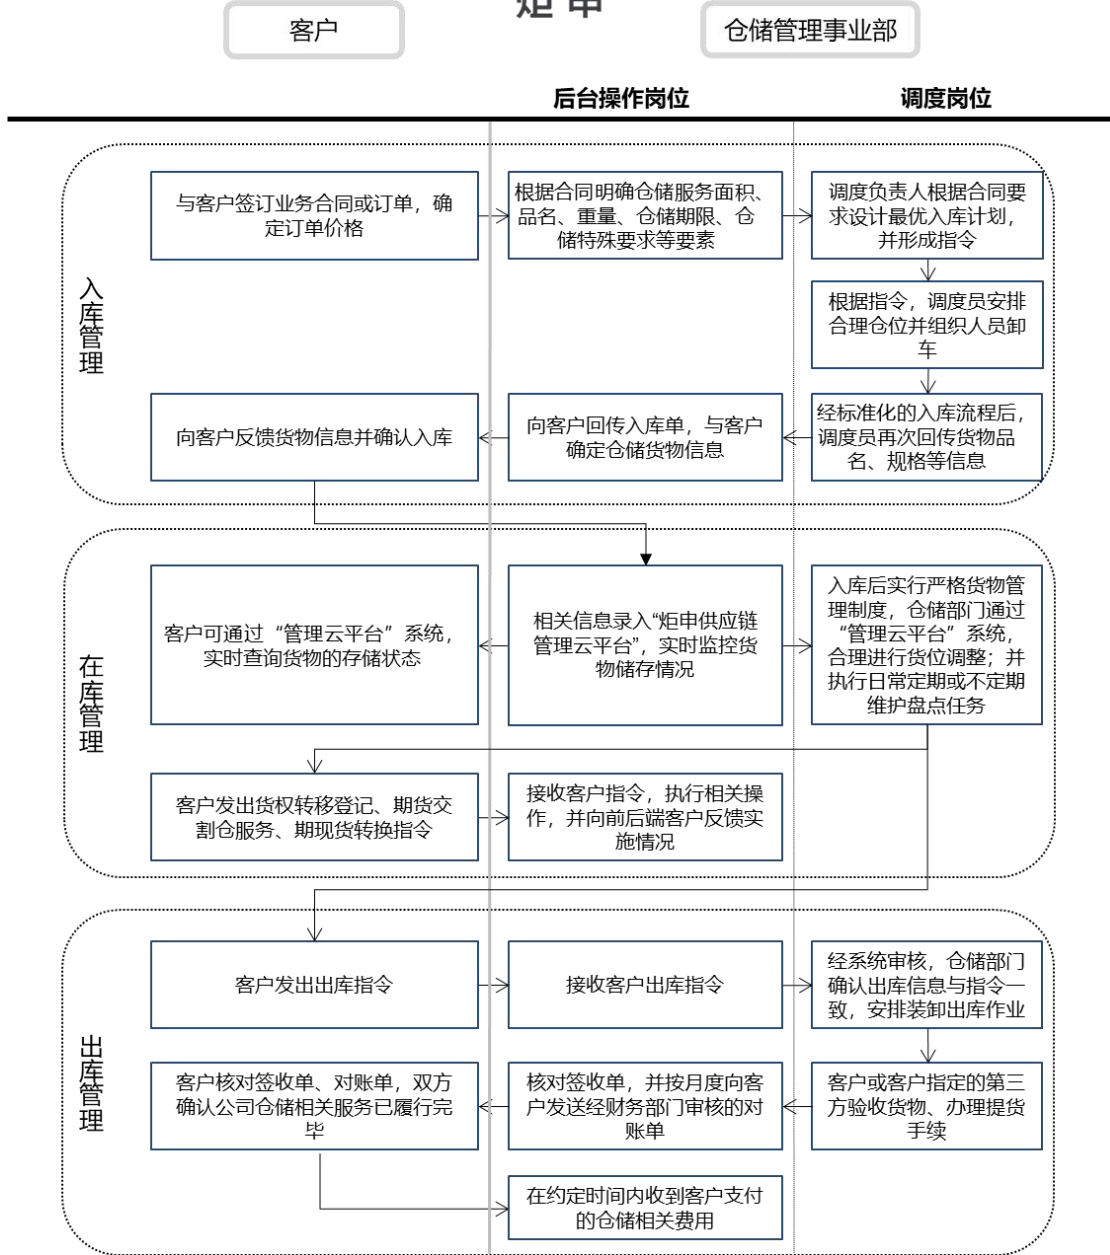 炬申
客户
仓储管理事业部
后台操作岗位
调度岗位
入库管理
与客户签订业务合同或订单，确
定订单价格
根据合同明确仓储服务面积、
品名、重量、仓储期限、仓
储特殊要求等要素
调度负责人根据合同要
求设计最优入库计划，
并形成指令
根据指令，调度员安排
合理仓位并组织人员卸
车
经标准化的入库流程后，
调度员再次回传货物品
名、规格等信息
向客户回传入库单，与客户
确定仓储货物信息
向客户反馈货物信息并确认入库
在库管理
客户可通过“管理云平台”系统，
实时查询货物的存储状态
相关信息录入“炬申供应链
管理云平台”，实时监控货
物储存情况
入库后实行严格货物管
理制度，仓储部门通过
“管理云平台”系统，
合理进行货位调整；并
执行日常定期或不定期
维护盘点任务
客户发出货权转移登记、期货交
割仓服务、期现货转换指令
接收客户指令，执行相关操
作，并向前后端客户反馈实
施情况
出库管理
客户发出出库指令
接收客户出库指令
经系统审核，仓储部门
确认出库信息与指令一
致，安排装卸出库作业
客户或客户指定的第三
方验收货物、办理提货
手续
核对签收单，并按月度向客
户发送经财务部门审核的对
账单
客户核对签收单、对账单，双方
确认公司仓储相关服务已履行完
毕
在约定时间内收到客户支付
的仓储相关费用